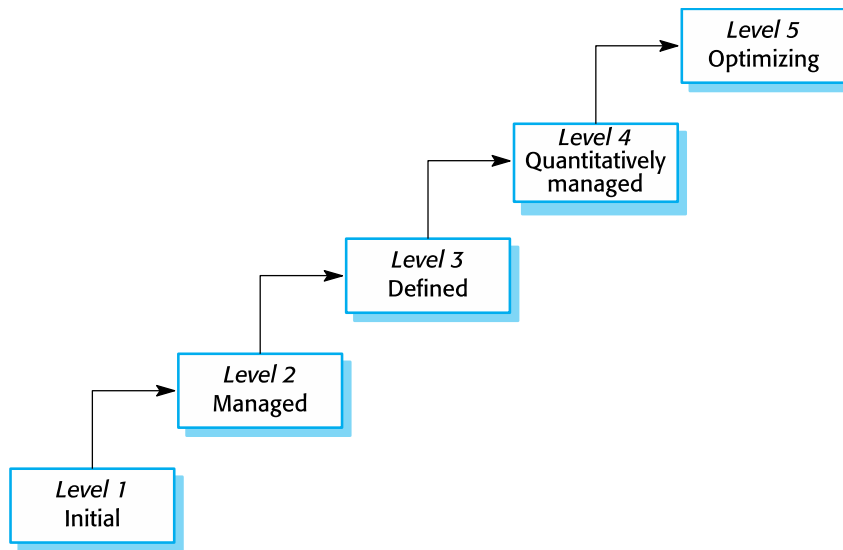 Level 5
Optimizing
Level 4
Quantitatively
managed
Level 3
Defined
Level 2
Managed
Level 1
Initial